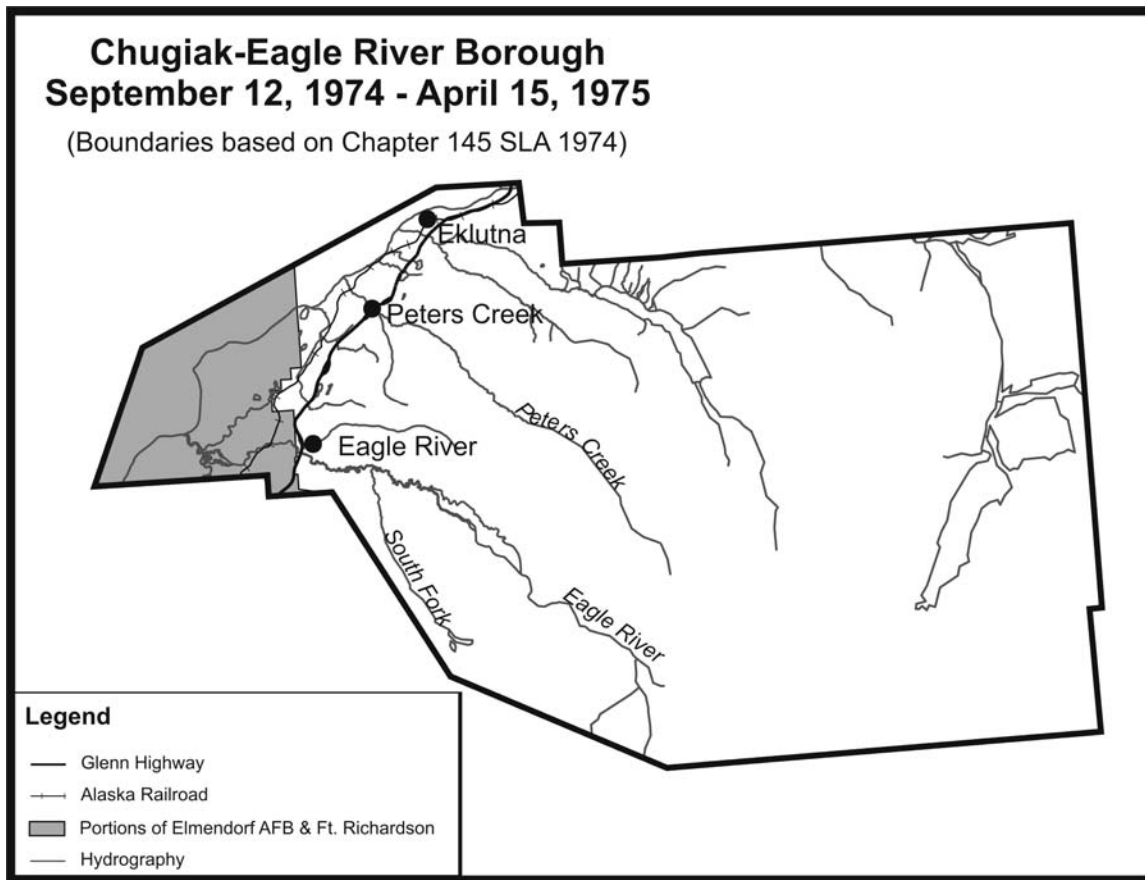 Chugiak-Eagle River Borough
September 12, 1974 - April 15, 1975
(Boundaries based on Chapter 145 SLA 1974)
Eklutna
Peters Creek
Peters Creek
Eagle River
South Fork
Eagle River
Legend
Glenn Highway
Alaska Railroad
Portions of Elmendorf AFB & Ft. Richardson
Hydrography